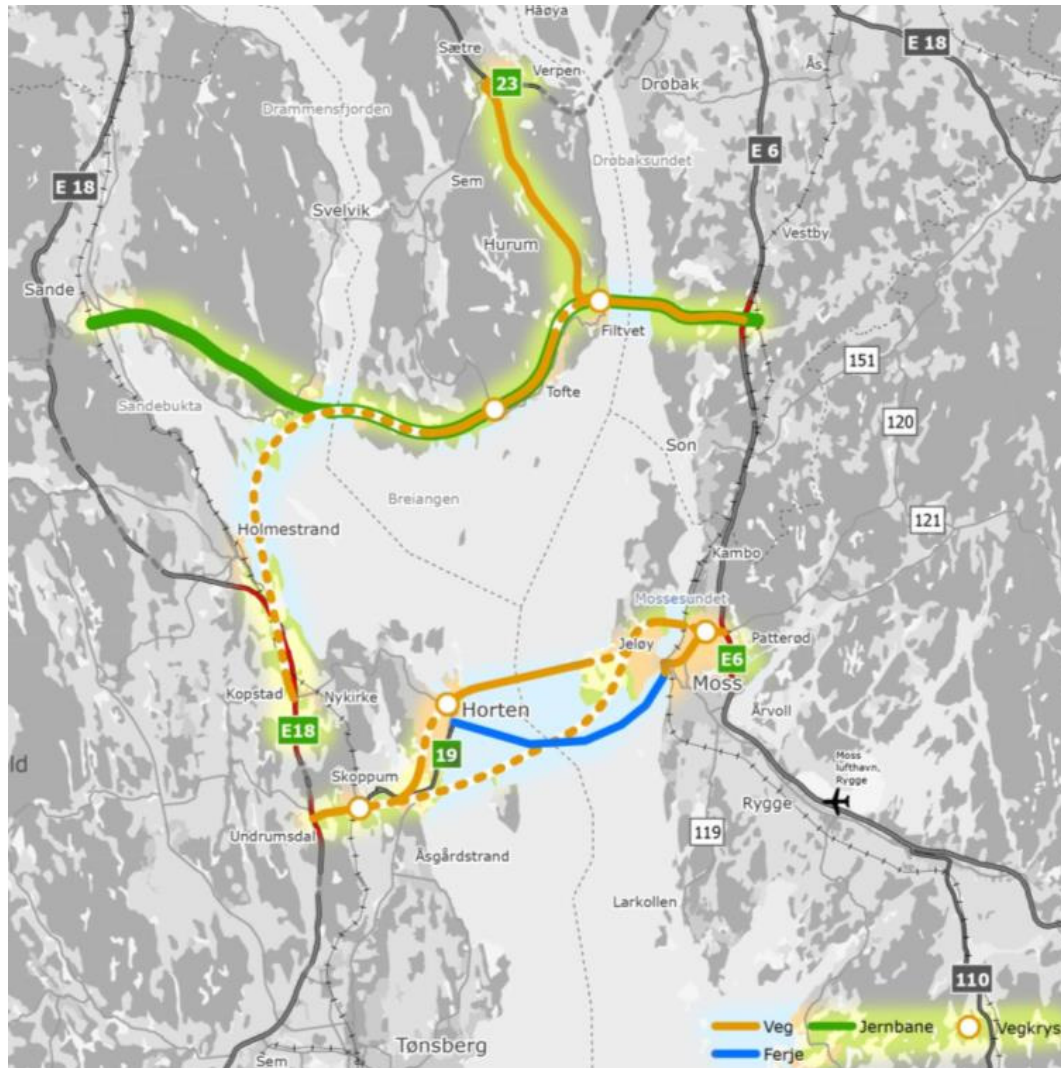 Håøya
Sætre
Verpen
23
Drøbak
Ås
E 18
Drammensfjorden
Drøbaksundet
E 6
E 18
Sem
Svelvik
Vestby
Hurum
Sande
Filtvet
151
Sandebukta
Tofte
120
Son
Breiangen
121
Holmestrand
Kambo
Mossesundet
Jeløy
Patterød
E6
Moss
Kopstad
Nykirke
Horten
Årvoll
E18
19
ld
Moss
lufthavn,
Rygge
Skoppum
Rygge
119
Undrumsdal
Åsgårdstrand
Larkollen
110
Veg
Jernbane
Vegkrys
Ferje
Tønsberg
Sem